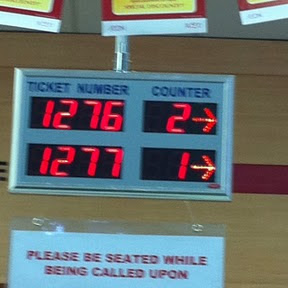 TICKET NUMBER COUNTER
1276 2→
1277 1→
PLEASE BE SEATED WHILE
BEING CALLED UPON